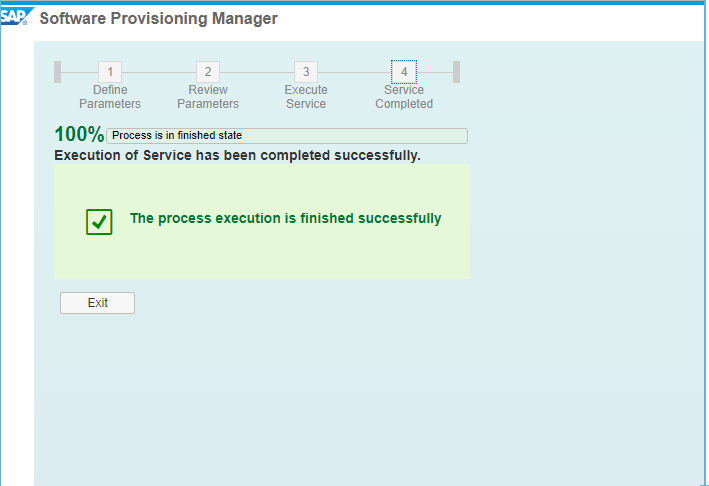 SAP Software Provisioning Manager
1 2 3 4
Define Review Execute Service
Parameters Parameters Service Completed
100% Process is in finished state
Execution of Service has been completed successfully.
The process execution is finished successfully
Exit